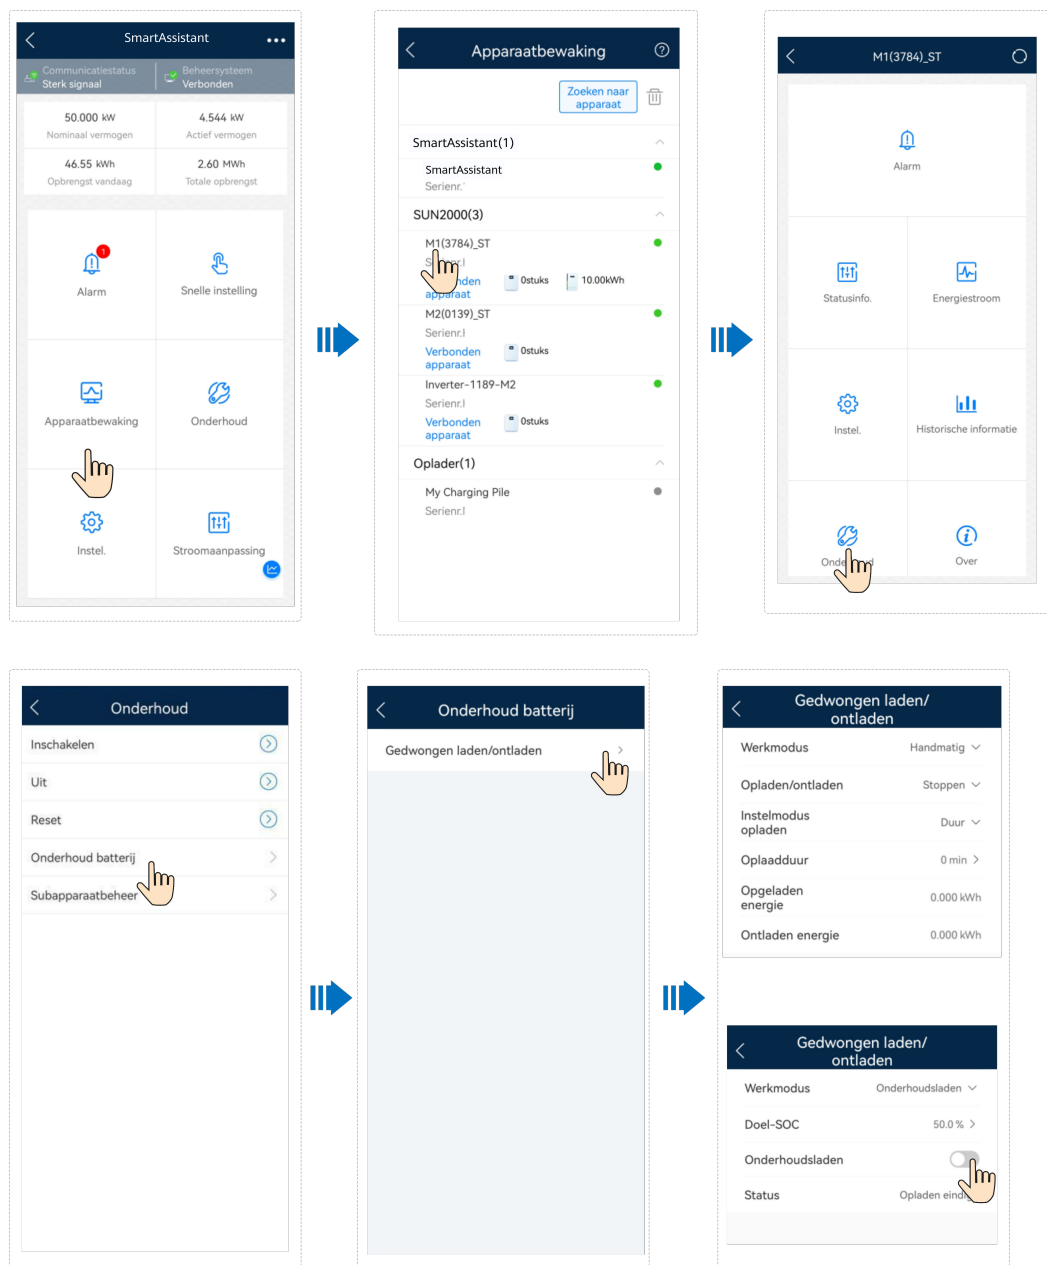 SmartAssistant
Communicatiestatus
Sterk signaal
Beheersysteem
Verbonden
50.000 kW
Nominaal vermogen
4.544 kW
Actief vermogen
46.55 kWh
Opbrengst vandaag
2.60 MWh
Totale opbrengst
1
Alarm
Snelle instelling
Apparaatbewaking
Onderhoud
Instel.
Stroomaanpassing
Apparaatbewaking
Zoeken naar
apparaat
SmartAssistant(1)
SmartAssistant
Serienr.
SUN2000(3)
M1(3784)_ST
0stuks
10.00kWh
apparaat
M2(0139)_ST
Serienr.
Verbonden
0stuks
apparaat
Inverter-1189-M2
Serienr.
Verbonden
0stuks
apparaat
Oplader(1)
My Charging Pile
Serienr.
M1(3784)_ST
Alarm
Statusinfo.
Energiestroom
Instel.
Historische informatie
Over
Onderhoud
Inschakelen
Uit
Reset
Onderhoud batterij
Subapparaatbeheer
Onderhoud batterij
Gedwongen laden/ontladen
Gedwongen laden/
ontladen
Werkmodus
Handmatig
Opladen/ontladen
Stoppen
Instelmodus
opladen
Duur
Oplaadduur
0 min
Opgeladen
energie
0.000 kWh
Ontladen energie
0.000 kWh
Gedwongen laden/
ontladen
Werkmodus
Onderhoudsladen
Doel-SOC
50.0 %
Onderhoudsladen
Status
Opladen